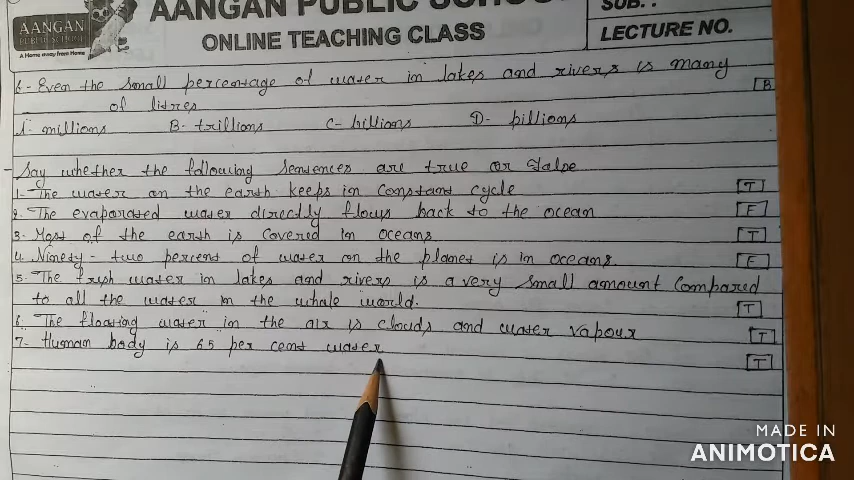 AANGAN PUBLIC SCHOOL
SUB. :
AANGAN
PUBLIC SCHOOL
A Home away from Home
ONLINE TEACHING CLASS
LECTURE NO.
6- Even the small percentage of water in lakes and rivers is many
of litres B
A- millions B- trillions C- billions D- pillions
Say whether the following sentences are true or False
1- The water on the earth keeps in constant cycle T
2- The evaporated water directly flows back to the ocean F
3- Most of the earth is covered in oceans T
4. Ninety - two percent of water on the planet is in oceans. F
5. The fresh water in lakes and rivers is a very small amount compared
to all the water in the whole world. T
6. The floating water in the air is clouds and water vapour T
7- Human body is 65 per cent water T
MADE IN
ANIMOTICA